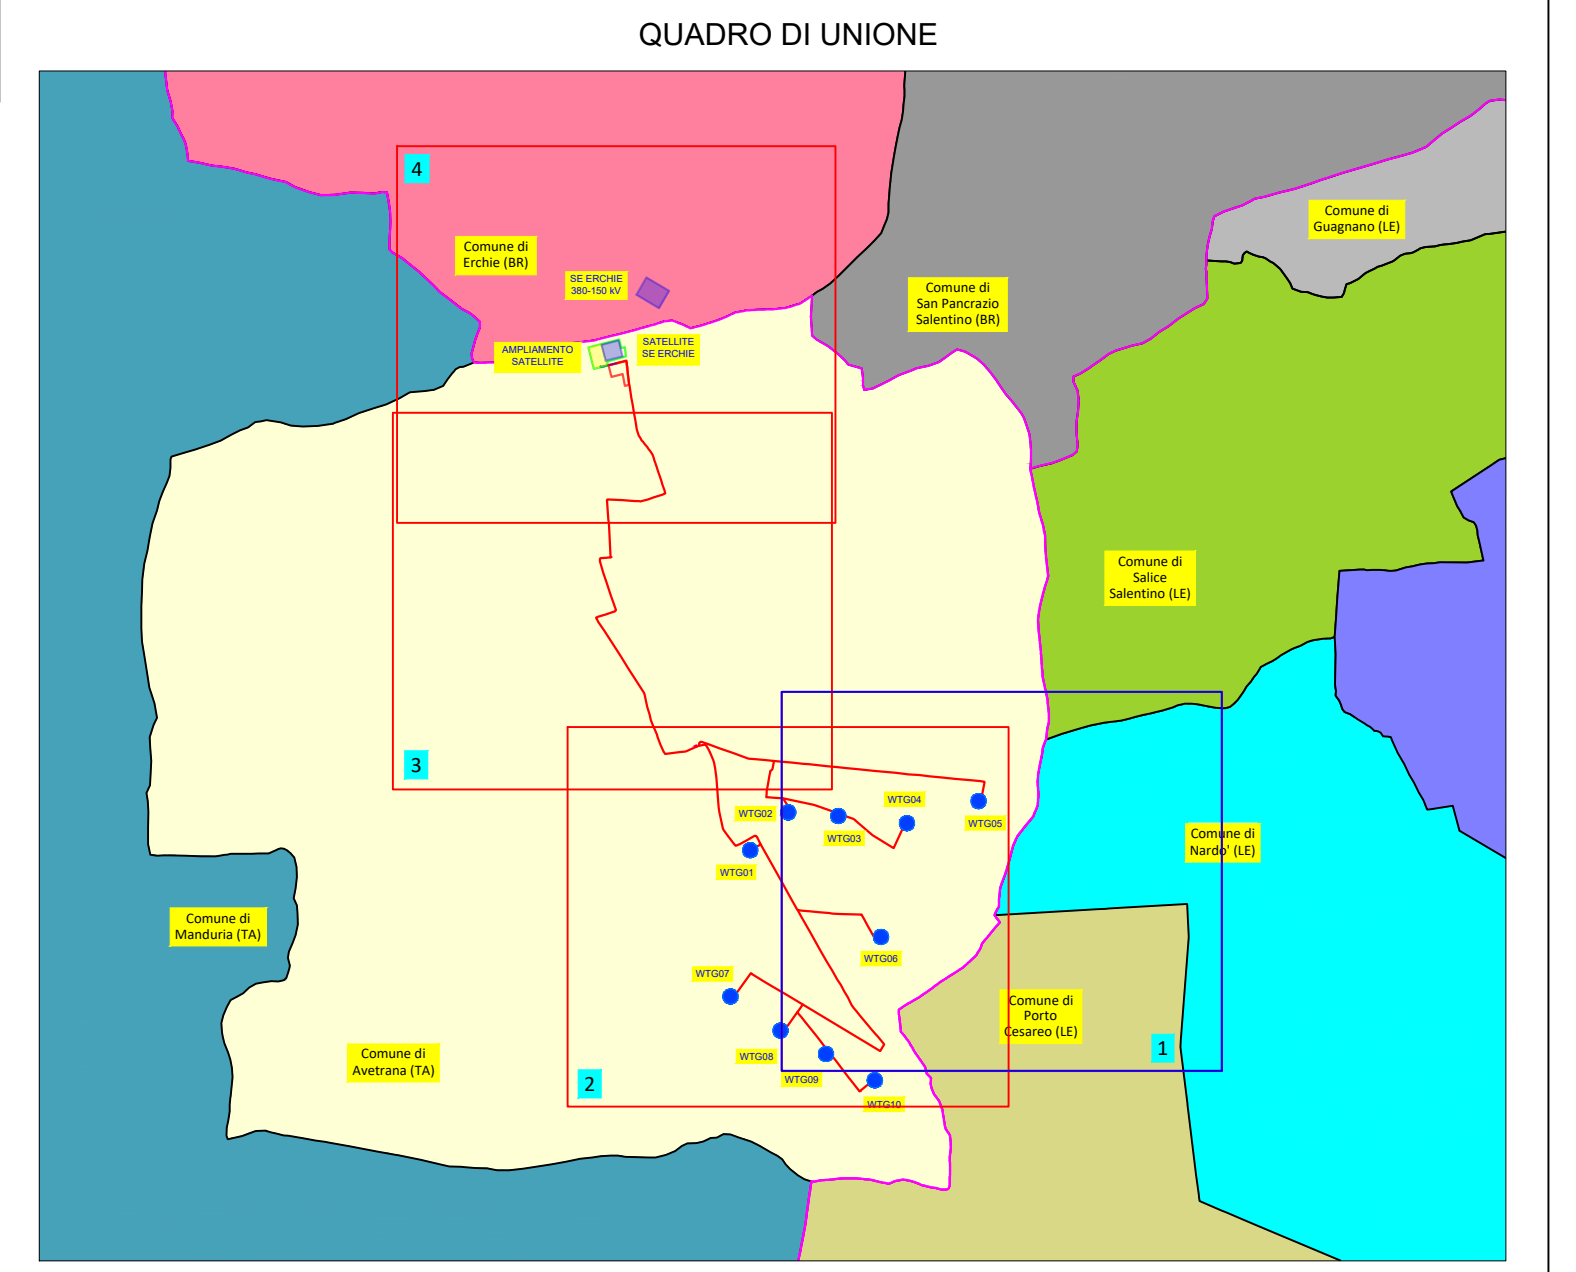 QUADRO DI UNIONE
4
Comune di
Guagnano (LE)
Comune di
Erchie (BR)
SE ERCHIE
380-150 kV
Comune di
San Pancrazio
Salentino (BR)
AMPLIAMENTO
SATELLITE
SATELLITE
SE ERCHIE
Comune di
Salice
Salentino (LE)
3
WTG04
WTG02
WTG05
WTG03
Comune di
Nardo' (LE)
WTG01
Comune di
Manduria (TA)
WTG06
WTG07
Comune di
Porto
Cesareo (LE)
1
WTG08
Comune di
Avetrana (TA)
WTG09
2
WTG10